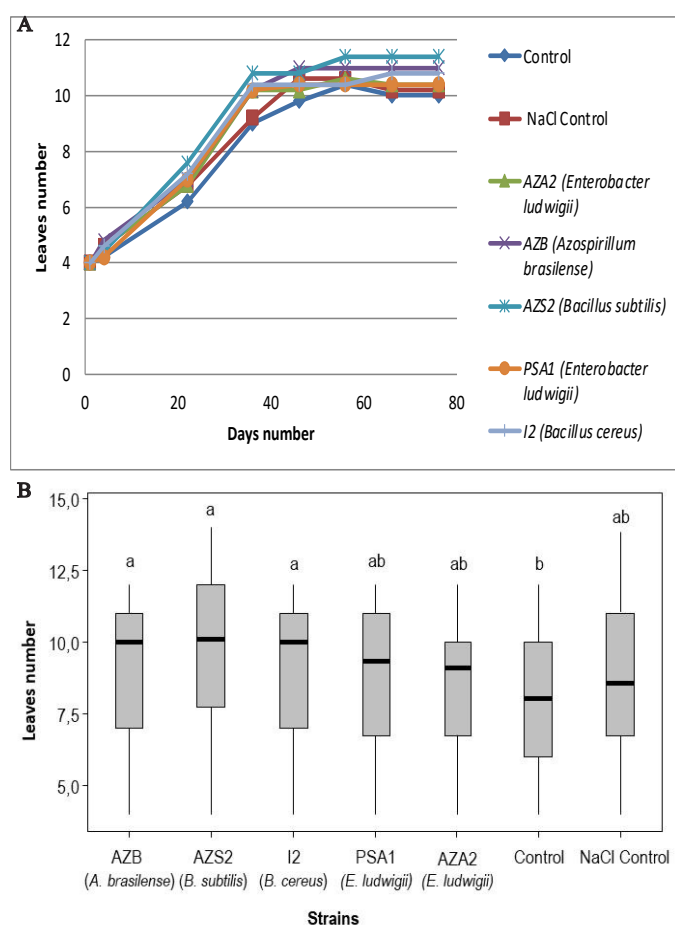 A
12
10
8
6
4
2
0
Leaves number
0 20 40 60 80
Days number
Control
NaCl Control
AZA2 (Enterobacter
ludwigii)
AZB (Azospirillum
brasilense)
AZS2 (Bacillus subtilis)
PSA1 (Enterobacter
ludwigii)
I2 (Bacillus cereus)
B
15,0
12,5
10,0
7,5
5,0
Leaves number
a a a ab ab b ab
AZB AZS2 I2 PSA1 AZA2 Control NaCl Control
(A. brasilense) (B. subtilis) (B. cereus) (E. ludwigii) (E. ludwigii)
Strains